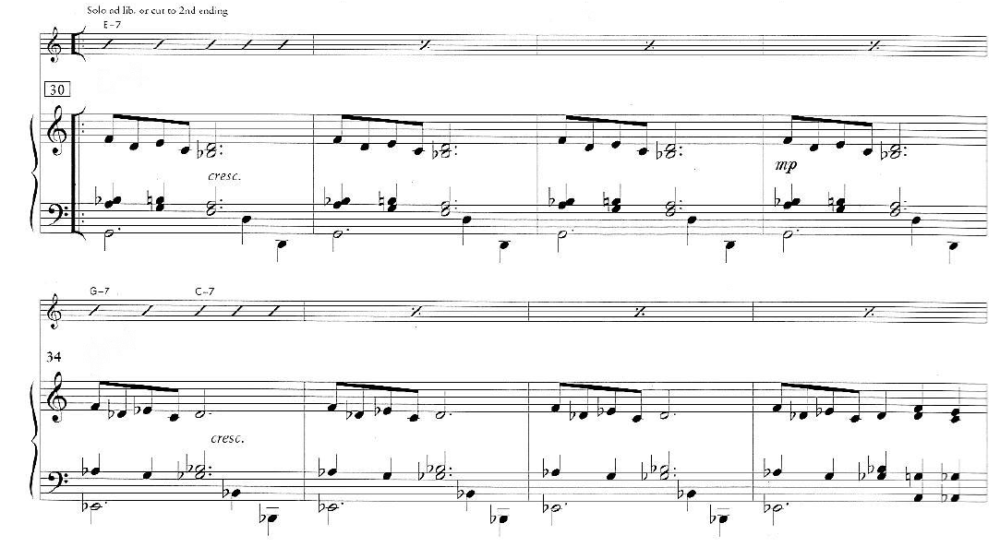 Solo ad lib. or cut to 2nd ending
E-7
30
cresc.
mp
G-7 C-7
34
cresc.